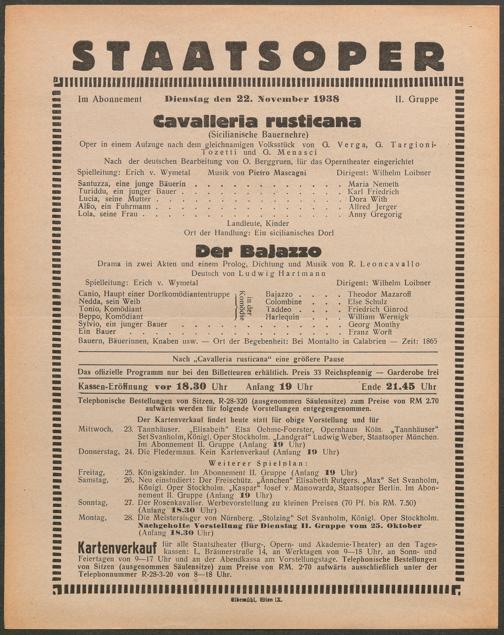 STAATSOPER
Im Abonnement Dienstag den 22. November 1938 II. Gruppe
Cavalleria rusticana
(Sicilianische Bauernehre)
Oper in einem Aufzuge nach dem gleichnamigen Volksstück von G. Verga, G. Targioni-
Tozetti und G. Menasci
Nach der deutschen Bearbeitung von O. Berggruen, für das Operntheater eingerichtet
Spielleitung: Erich v. Wymetal Musik von Pietro Mascagni Dirigent: Wilhelm Loibner
Santuzza, eine junge Bäuerin . . . . . . . . . . Maria Nemeth
Turiddu, ein junger Bauer . . . . . . . . . . Karl Friedrich
Lucia, seine Mutter . . . . . . . . . . Dora With
Alfio, ein Fuhrmann . . . . . . . . . . Alfred Jerger
Lola, seine Frau . . . . . . . . . . Anny Gregorig
Landleute, Kinder
Ort der Handlung: Ein sicilianisches Dorf
Der Bajazzo
Drama in zwei Akten und einem Prolog, Dichtung und Musik von R. Leoncavallo
Deutsch von Ludwig Hartmann
Spielleitung: Erich v. Wymetal Dirigent: Wilhelm Loibner
Canio, Haupt einer Dorfkomödiantentruppe Bajazzo . . . . Theodor Mazaroff
Nedda, sein Weib in der Komödie Colombine . . . Else Schulz
Tonio, Komödiant Taddeo . . . . Friedrich Ginrod
Beppo, Komödiant Harlequin . . . William Wernigk
Sylvio, ein junger Bauer . . . . . . . . . . Georg Monthy
Ein Bauer . . . . . . . . . . Franz Worff
Bauern, Bäuerinnen, Knaben usw. — Ort der Begebenheit: Bei Montalto in Calabrien — Zeit: 1865
Nach „Cavalleria rusticana“ eine größere Pause
Das offizielle Programm nur bei den Billetteuren erhältlich. Preis 33 Reichspfennig — Garderobe frei
Kassen-Eröffnung vor 18.30 Uhr Anfang 19 Uhr Ende 21.45 Uhr
Telephonische Bestellungen von Sitzen, R-28-320 (ausgenommen Säulensitze) zum Preise von RM 2.70
aufwärts werden für folgende Vorstellungen entgegengenommen.
Der Kartenverkauf findet heute statt für obige Vorstellung und für
Mittwoch, 23. Tannhäuser. „Elisabeth“ Elsa Oehme-Foerster, Opernhaus Köln. „Tannhäuser“
Set Svanholm, Königl. Oper Stockholm. „Landgraf“ Ludwig Weber, Staatsoper München.
Im Abonnement II. Gruppe (Anfang 19 Uhr)
Donnerstag, 24. Die Fledermaus. Kein Kartenverkauf (Anfang 19 Uhr)
Weiterer Spielplan:
Freitag, 25. Königskinder. Im Abonnement II. Gruppe (Anfang 19 Uhr)
Samstag, 26. Neu einstudiert: Der Freischütz. „Ännchen“ Elisabeth Rutgers. „Max“ Set Svanholm,
Königl. Oper Stockholm. „Kaspar“ Josef v. Manowarda, Staatsoper Berlin. Im Abon-
nement II. Gruppe (Anfang 19 Uhr)
Sonntag, 27. Der Rosenkavalier. Werbevorstellung zu kleinen Preisen (70 Pf. bis RM. 7.50)
(Anfang 18.30 Uhr)
Montag, 28. Die Meistersinger von Nürnberg. „Stolzing“ Set Svanholm, Königl. Oper Stockholm.
Nachgeholte Vorstellung für Dienstag II. Gruppe vom 25. Oktober
(Anfang 18.30 Uhr)
Kartenverkauf für alle Staatstheater (Burg-, Opern- und Akademie-Theater) an den Tages-
kassen: I., Bräunerstraße 14, an Werktagen von 9—18 Uhr, an Sonn- und
Feiertagen von 9—17 Uhr und an der Abendkassa am Vorstellungstage. Telephonische Bestellungen
von Sitzen (ausgenommen Säulensitze) zum Preise von RM. 2·70 aufwärts ausschließlich unter der
Telephonnummer R-28-3-20 von 8—18 Uhr.
Elbemühl, Wien IX.